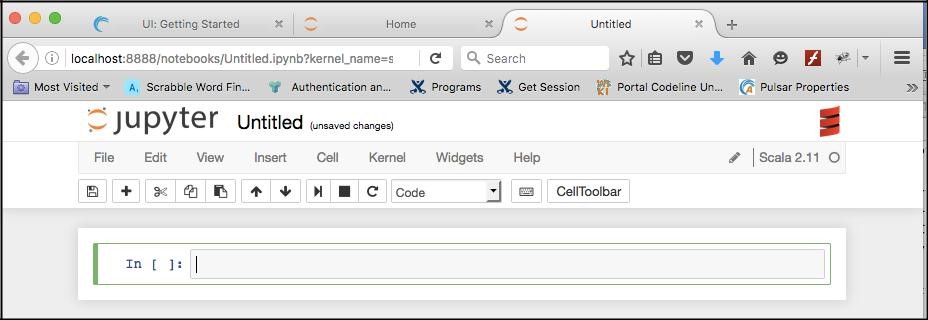 UI: Getting Started
Home
Untitled
localhost:8888/notebooks/Untitled.ipynb?kernel_name=s
Search
Most Visited
Scrabble Word Fin...
Authentication an...
Programs
Get Session
Portal Codeline Un...
Pulsar Properties
jupyter Untitled (unsaved changes)
File Edit View Insert Cell Kernel Widgets Help Scala 2.11
Code CellToolbar
In [ ]: